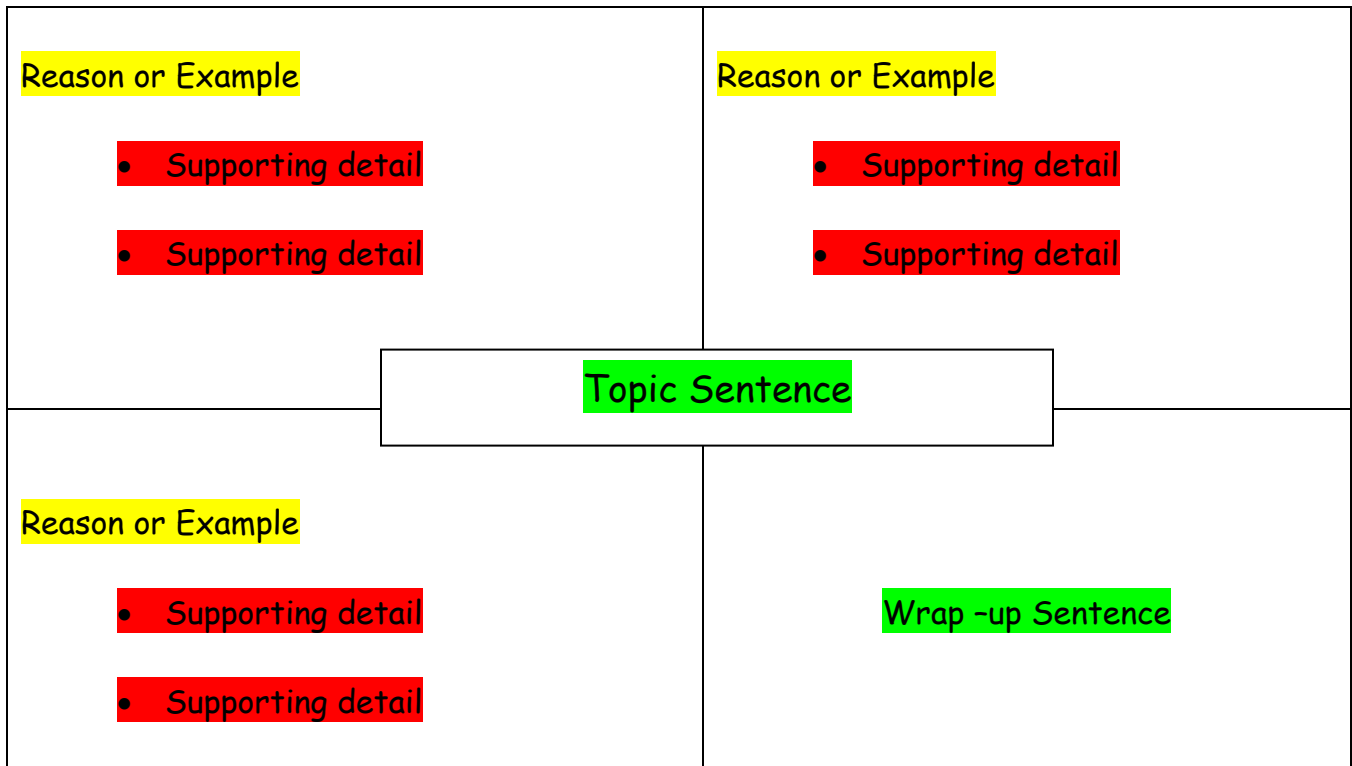 Reason or Example
• Supporting detail
• Supporting detail
Reason or Example
• Supporting detail
• Supporting detail
Topic Sentence
Reason or Example
• Supporting detail
• Supporting detail
Wrap –up Sentence